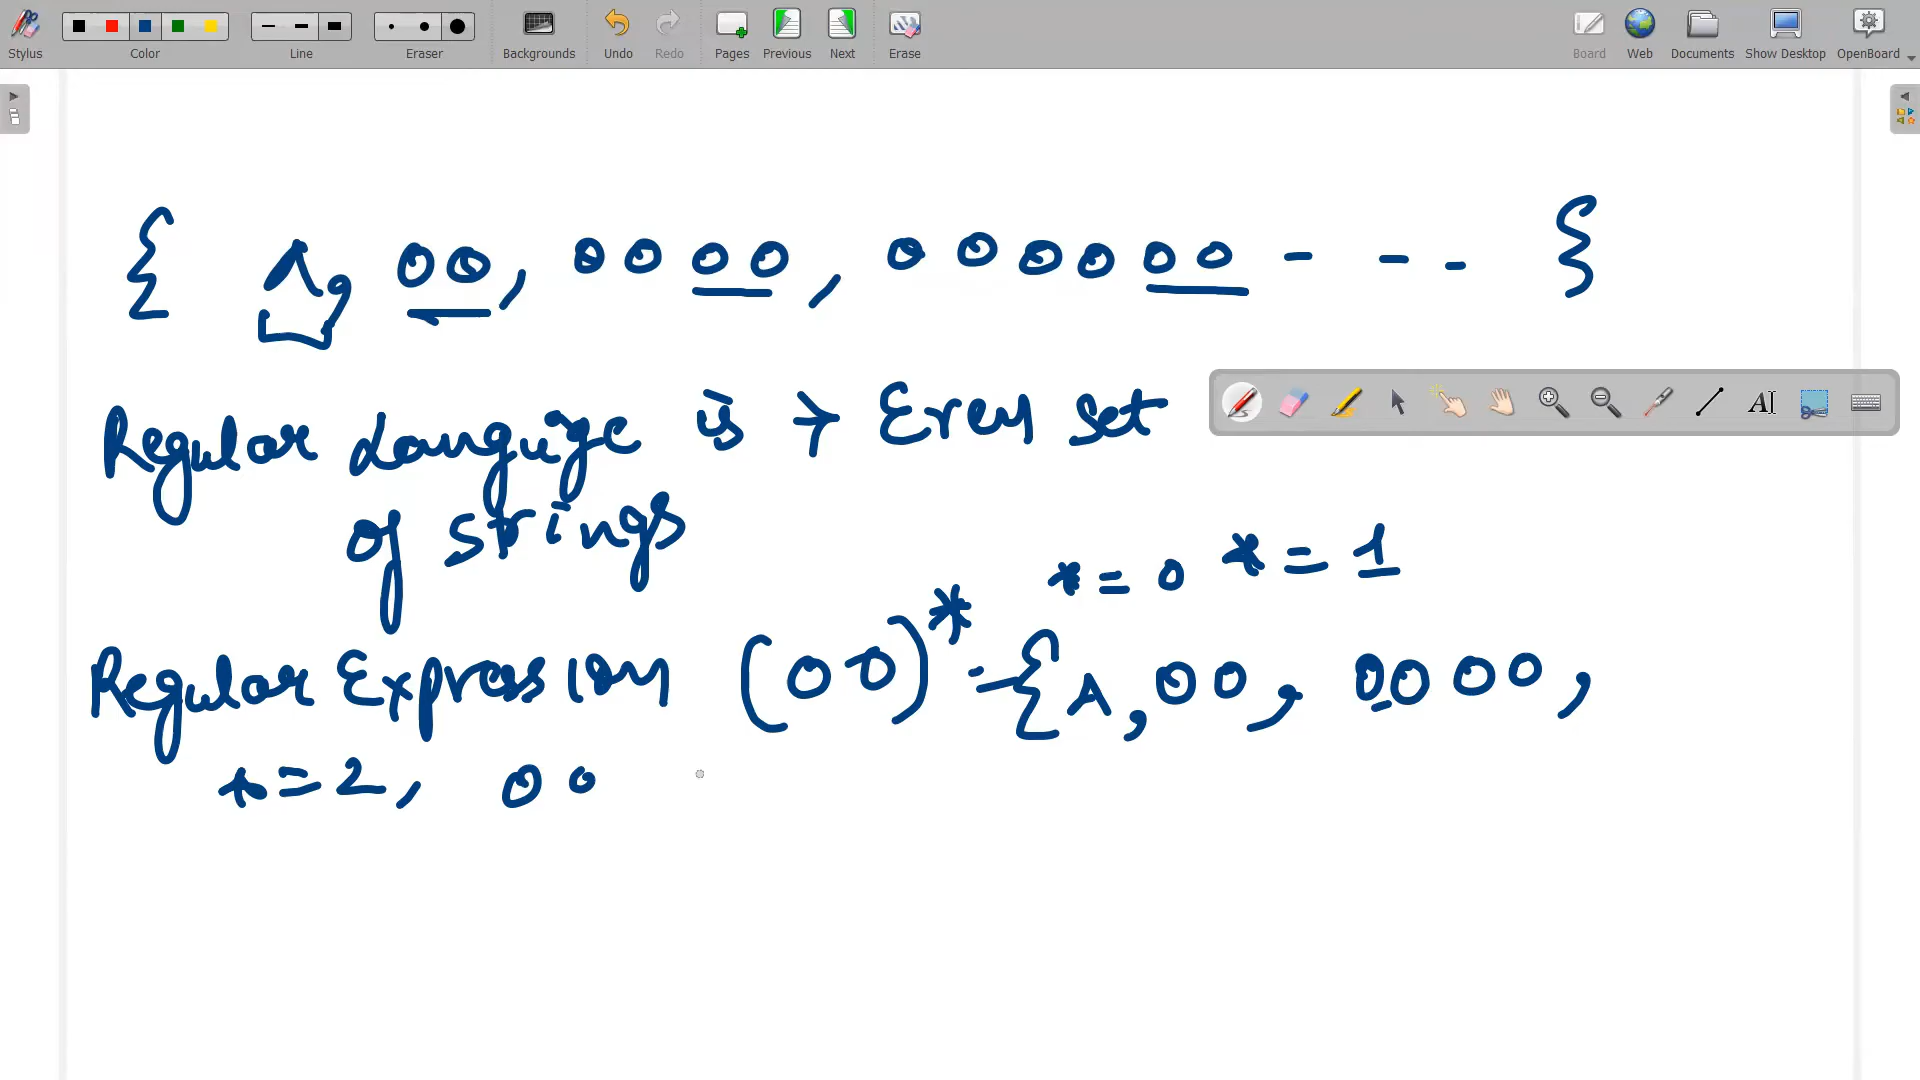 Stylus Color Line Eraser Backgrounds Undo Redo Pages Previous Next Erase Board Web Documents Show Desktop OpenBoard
{ Λ, 00, 0000, 000000 - - - }
Regular Language is → Even set
of strings
* = 0 * = 1
Regular Expression (00)* = { Λ, 00, 0000,
* = 2, 00